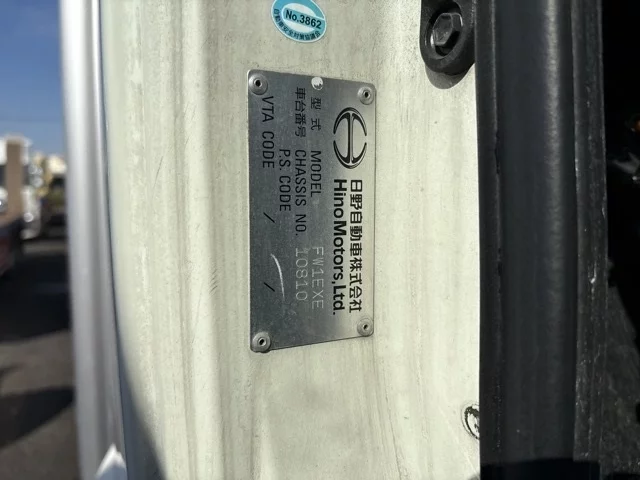 No.3862
日野自動車株式会社
HinoMotors,Ltd.
型式 MODEL FW1EXE
車台番号 CHASSIS NO. 10810
P.S. CODE
VTA CODE / /